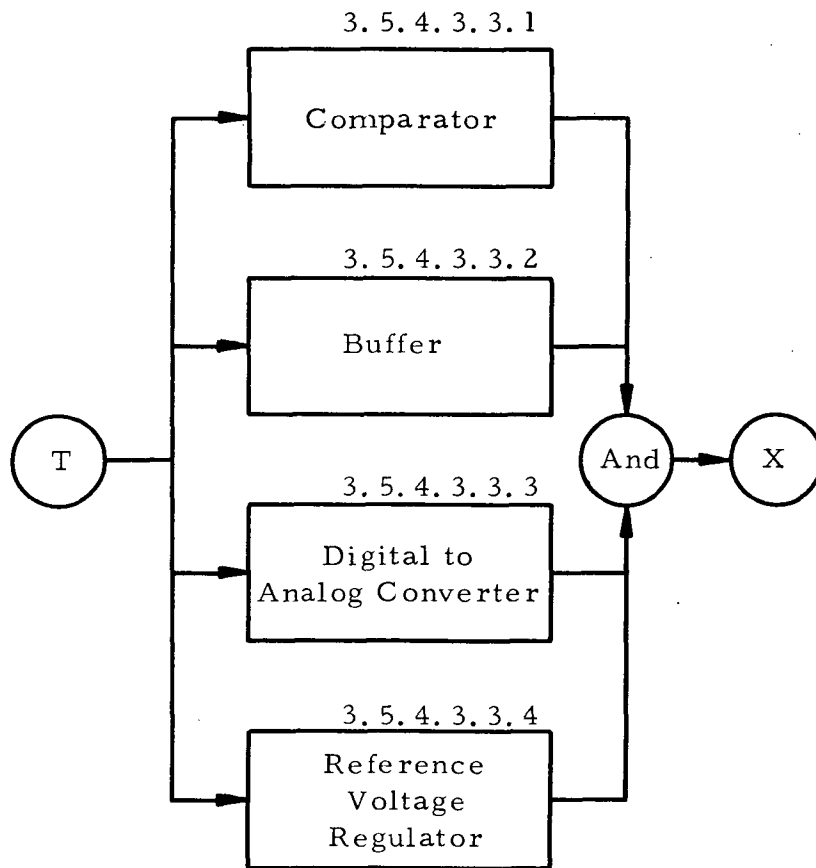 3. 5. 4. 3. 3. 1
Comparator
3. 5. 4. 3. 3. 2
Buffer
T
And
X
3. 5. 4. 3. 3. 3
Digital to
Analog Converter
3. 5. 4. 3. 3. 4
Reference
Voltage
Regulator